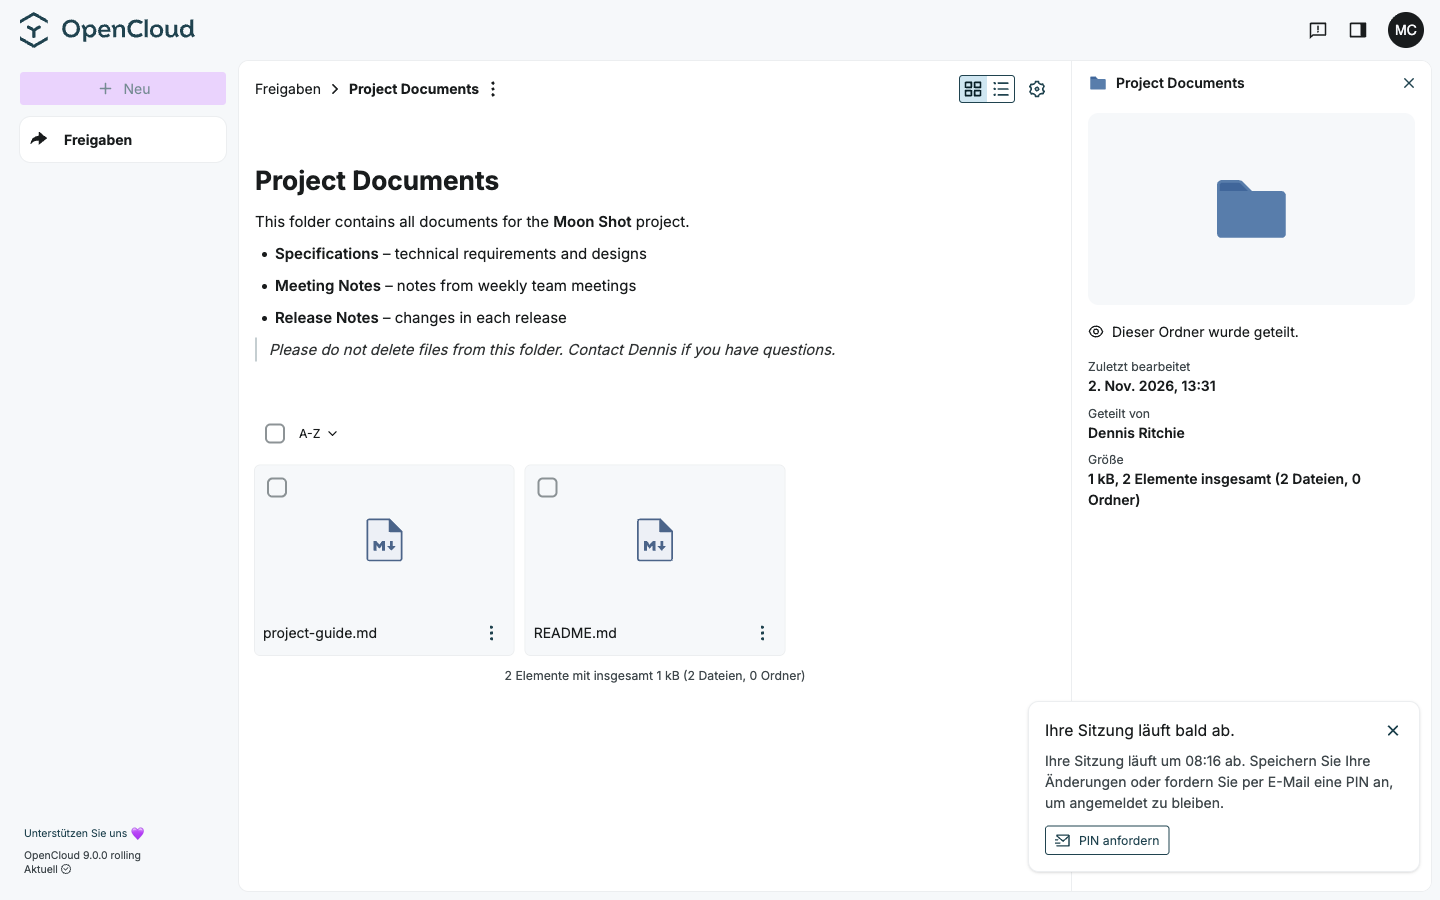 OpenCloud
MC
Neu
Freigaben
Freigaben
Project Documents
Project Documents
This folder contains all documents for the Moon Shot project.
• Specifications – technical requirements and designs
• Meeting Notes – notes from weekly team meetings
• Release Notes – changes in each release
Please do not delete files from this folder. Contact Dennis if you have questions.
A-Z
M
project-guide.md
M
README.md
2 Elemente mit insgesamt 1 kB (2 Dateien, 0 Ordner)
Project Documents
Dieser Ordner wurde geteilt.
Zuletzt bearbeitet
2. Nov. 2026, 13:31
Geteilt von
Dennis Ritchie
Größe
1 kB, 2 Elemente insgesamt (2 Dateien, 0
Ordner)
Ihre Sitzung läuft bald ab.
Ihre Sitzung läuft um 08:16 ab. Speichern Sie Ihre
Änderungen oder fordern Sie per E-Mail eine PIN an,
um angemeldet zu bleiben.
PIN anfordern
Unterstützen Sie uns 💜
OpenCloud 9.0.0 rolling
Aktuell